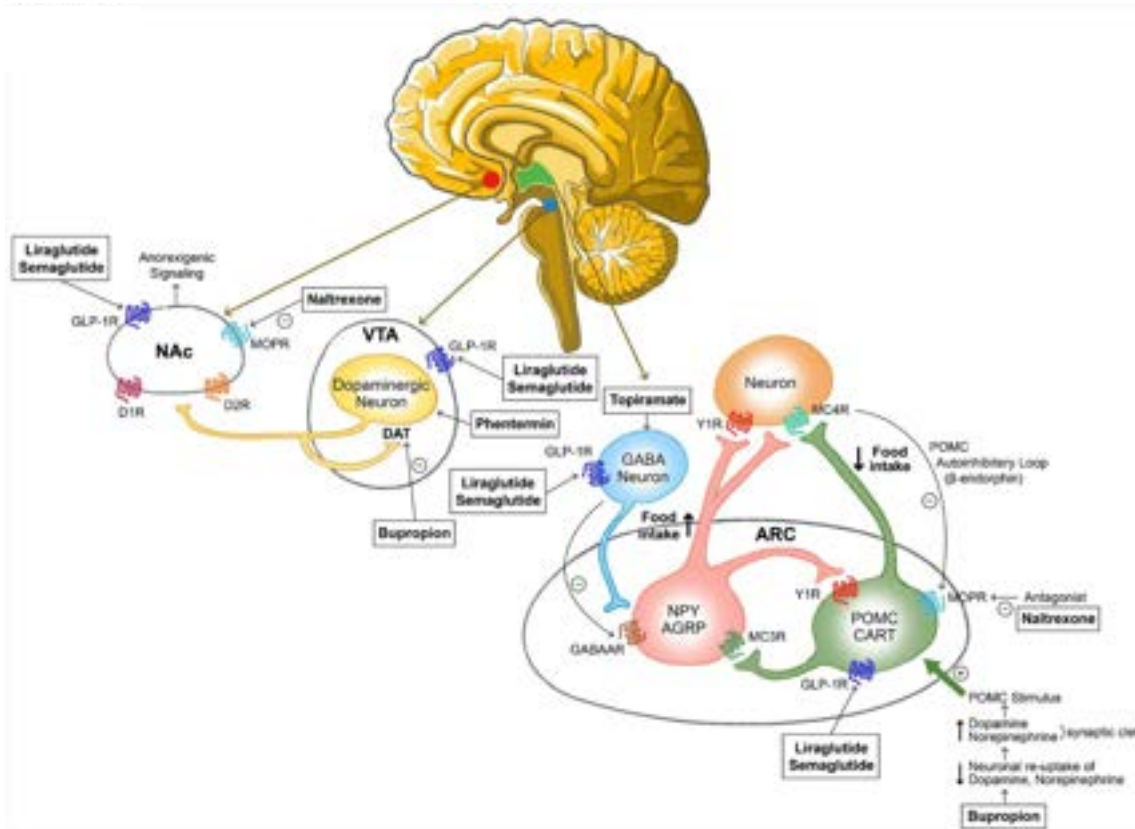 Liraglutide
Semaglutide
Anorexigenic
Signaling
GLP-1R
Naltrexone
MOPR
NAc
D1R
D2R
VTA
GLP-1R
Liraglutide
Semaglutide
Dopaminergic
Neuron
Phentermin
DAT
Bupropion
Topiramate
GLP-1R
GABA
Neuron
Liraglutide
Semaglutide
Neuron
Y1R
MC4R
Food
intake
POMC
Autoinhibitory Loop
(β-endorphin)
Food
Intake
ARC
NPY
AGRP
GABAAR
MC3R
Y1R
POMC
CART
MOPR
Antagonist
Naltrexone
GLP-1R
Liraglutide
Semaglutide
POMC Stimulus
Dopamine
Norepinephrine
synaptic clef
Neuronal re-uptake of
Dopamine, Norepinephrine
Bupropion